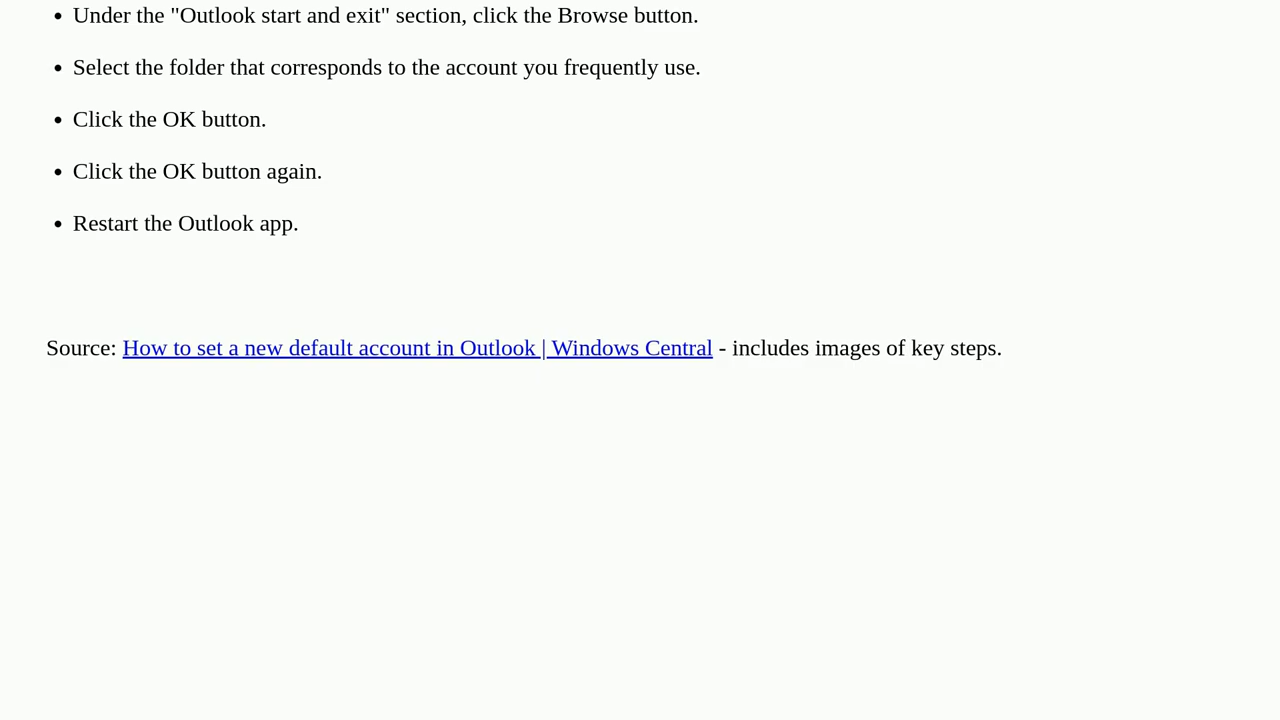 • Under the "Outlook start and exit" section, click the Browse button.
• Select the folder that corresponds to the account you frequently use.
• Click the OK button.
• Click the OK button again.
• Restart the Outlook app.
Source: How to set a new default account in Outlook | Windows Central - includes images of key steps.